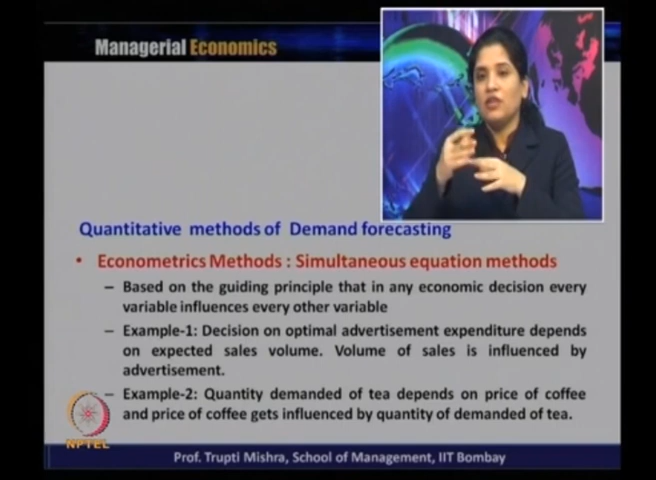 Managerial Economics
Quantitative methods of Demand forecasting
• Econometrics Methods : Simultaneous equation methods
– Based on the guiding principle that in any economic decision every
variable influences every other variable
– Example-1: Decision on optimal advertisement expenditure depends
on expected sales volume. Volume of sales is influenced by
advertisement.
– Example-2: Quantity demanded of tea depends on price of coffee
and price of coffee gets influenced by quantity of demanded of tea.
NPTEL
Prof. Trupti Mishra, School of Management, IIT Bombay